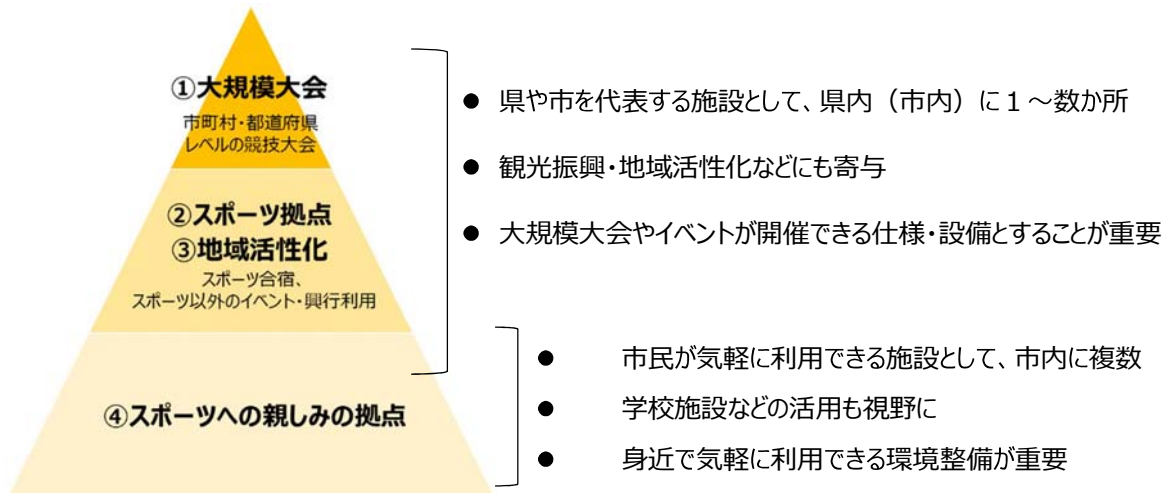 ①大規模大会
市町村・都道府県
レベルの競技大会
②スポーツ拠点
③地域活性化
スポーツ合宿、
スポーツ以外のイベント・興行利用
④スポーツへの親しみの拠点
● 県や市を代表する施設として、県内（市内）に１～数か所
● 観光振興・地域活性化などにも寄与
● 大規模大会やイベントが開催できる仕様・設備とすることが重要
● 市民が気軽に利用できる施設として、市内に複数
● 学校施設などの活用も視野に
● 身近で気軽に利用できる環境整備が重要